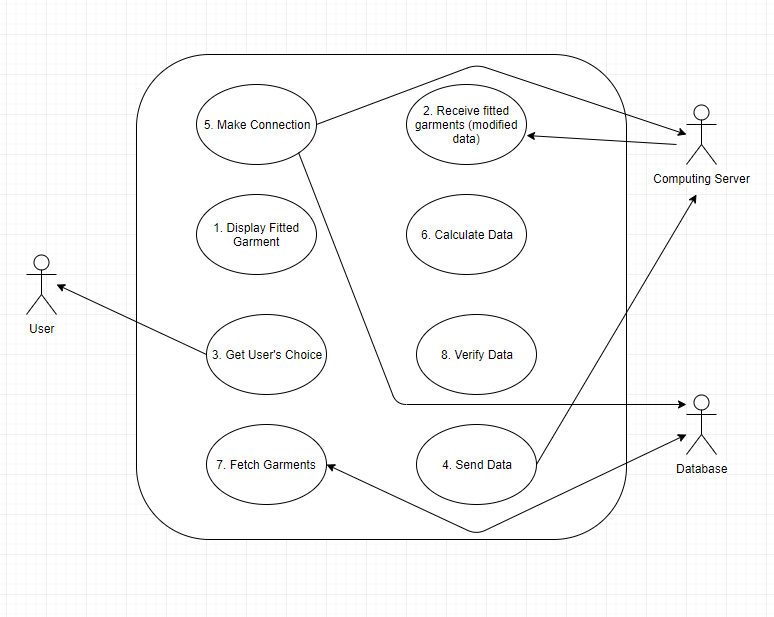 5. Make Connection
2. Receive fitted
garments (modified
data)
Computing Server
1. Display Fitted
Garment
6. Calculate Data
User
3. Get User's Choice
8. Verify Data
7. Fetch Garments
4. Send Data
Database